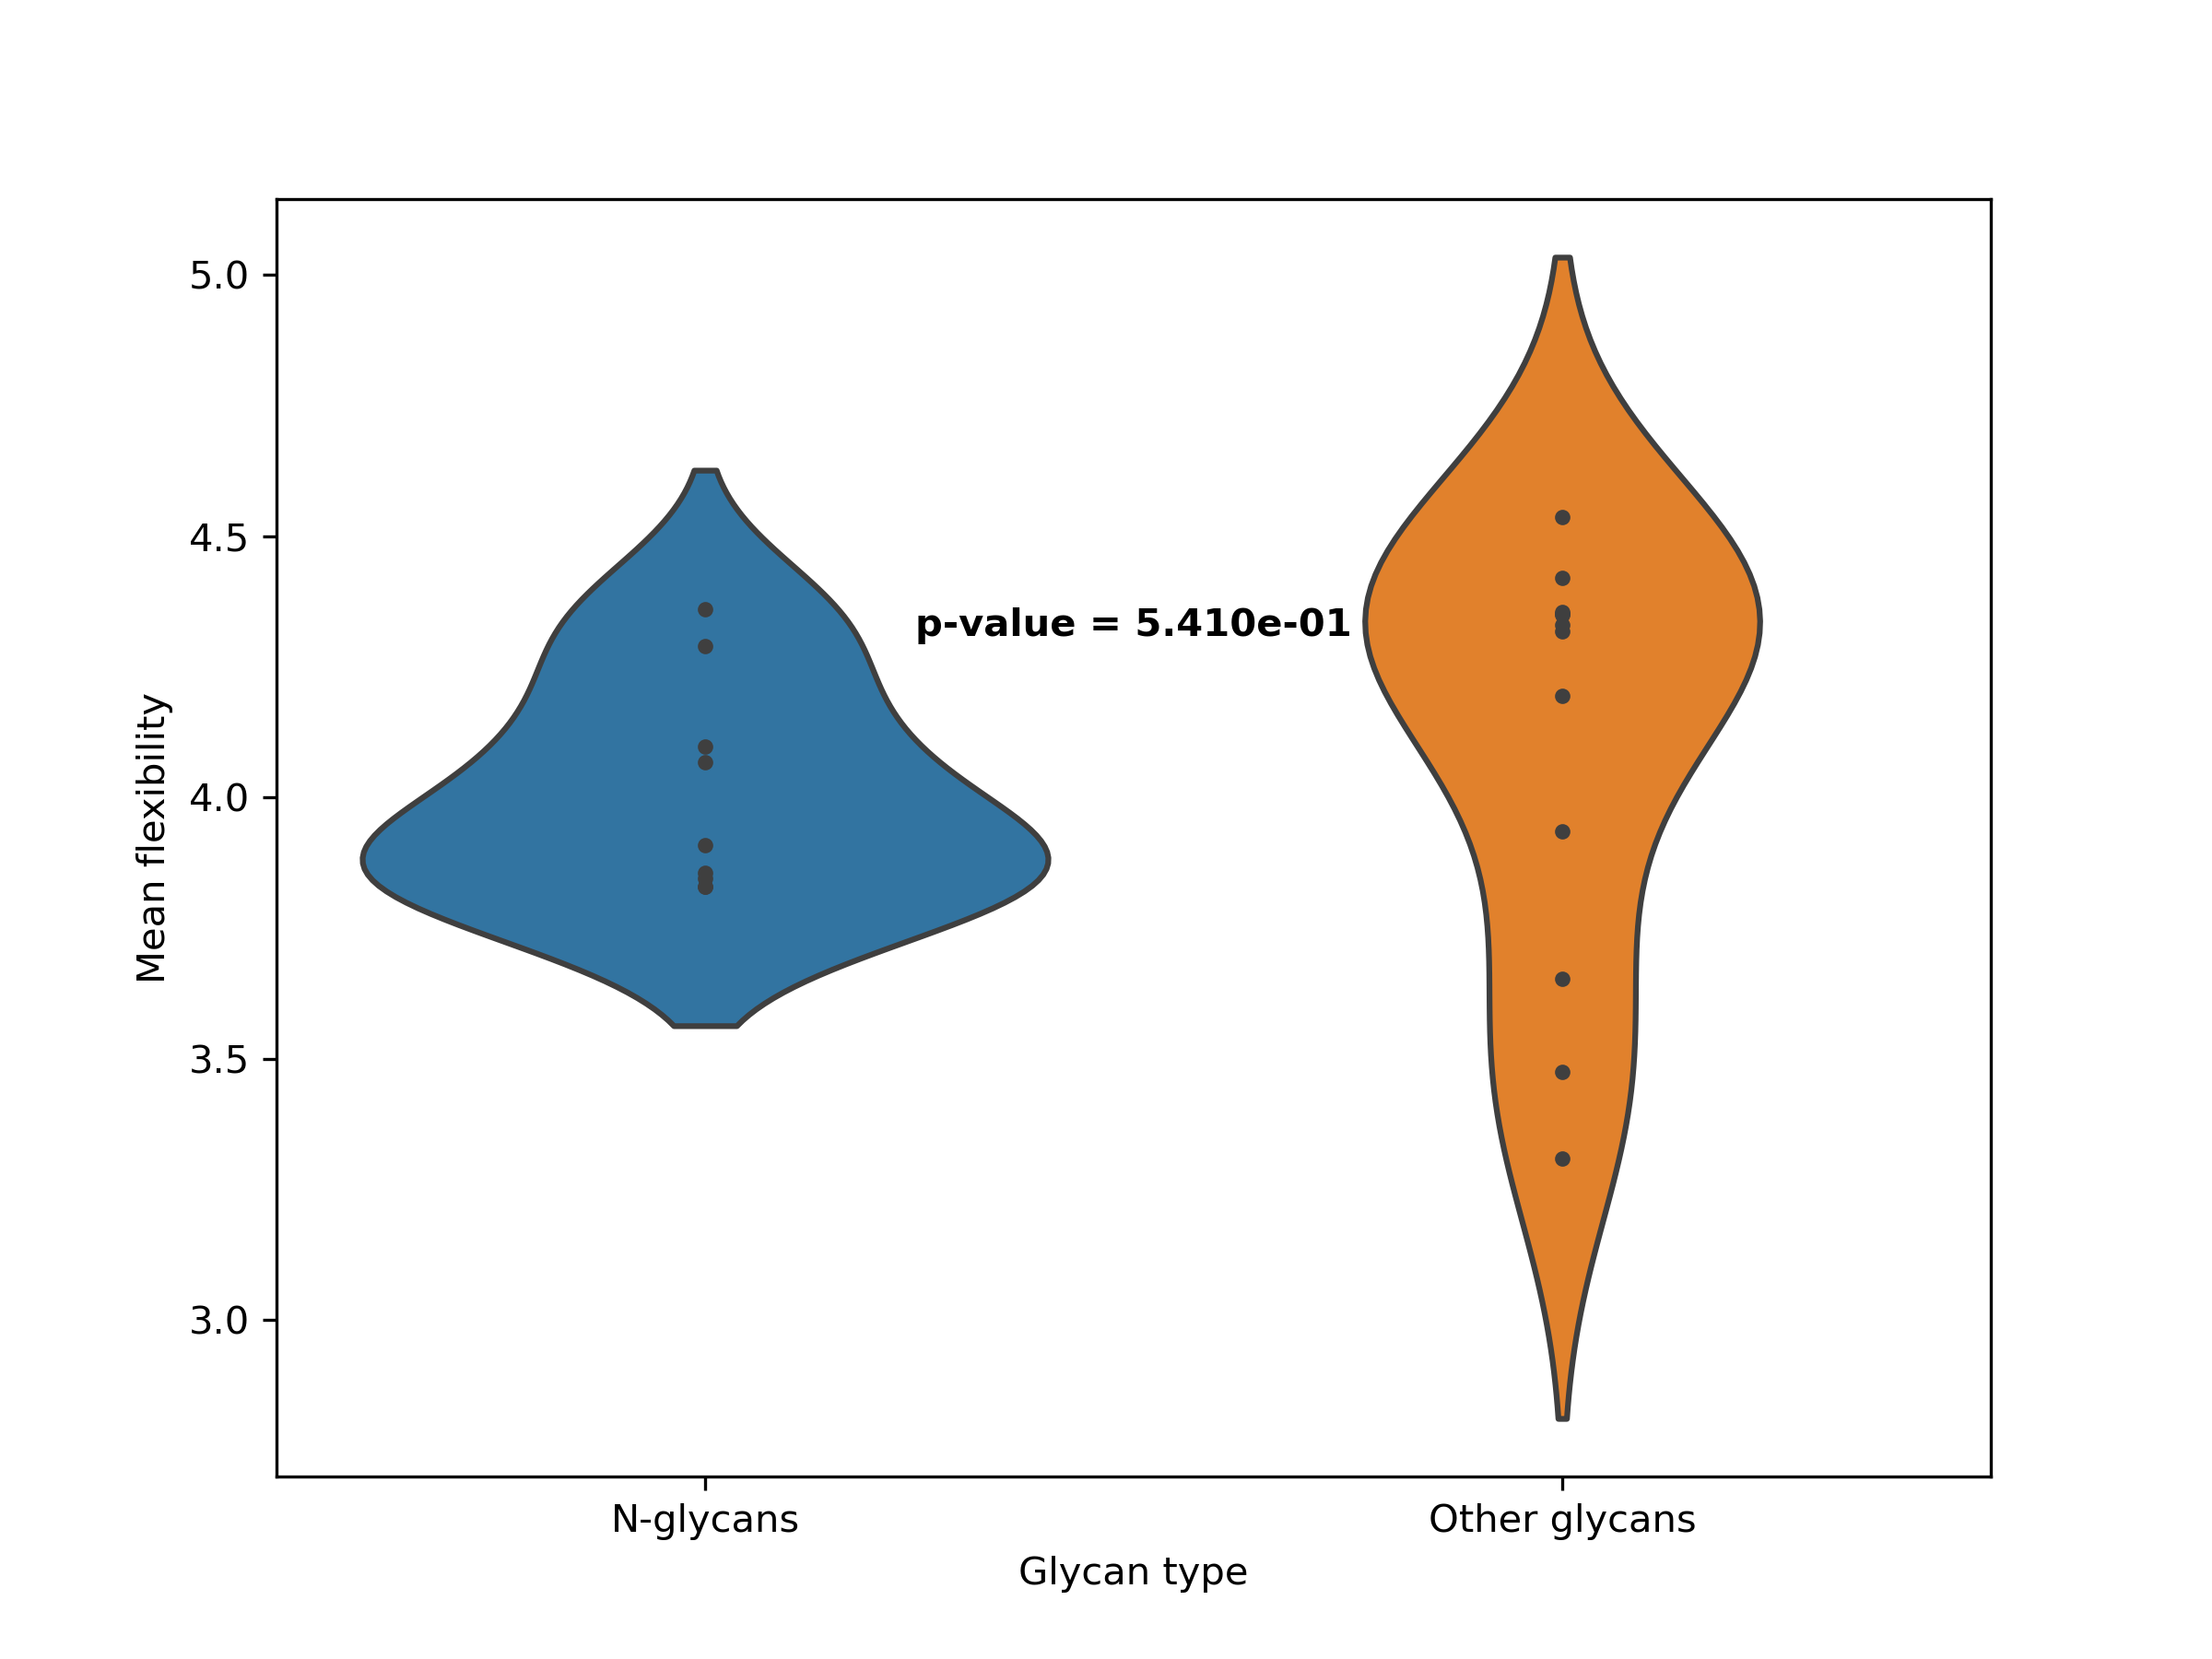 5.0
4.5
p-value = 5.410e-01
4.0
3.5
3.0
Mean flexibility
N-glycans
Other glycans
Glycan type